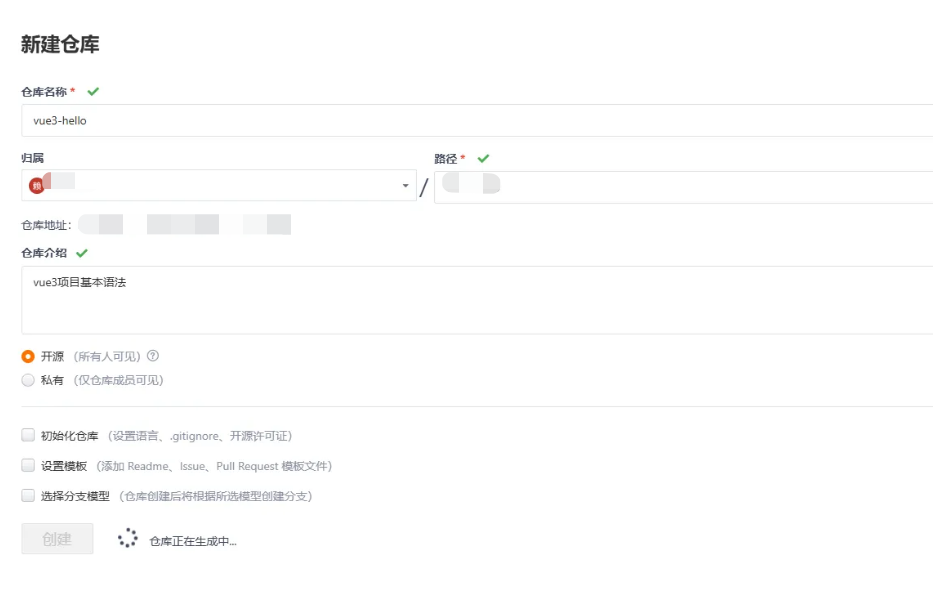 新建仓库
仓库名称 *
vue3-hello
归属
路径 *
赖
/
仓库地址：
仓库介绍
vue3项目基本语法
开源 （所有人可见） ?
私有 （仅仓库成员可见）
初始化仓库 （设置语言、.gitignore、开源许可证）
设置模板 （添加 Readme、Issue、Pull Request 模板文件）
选择分支模型 （仓库创建后将根据所选模型创建分支）
创建 仓库正在生成中...